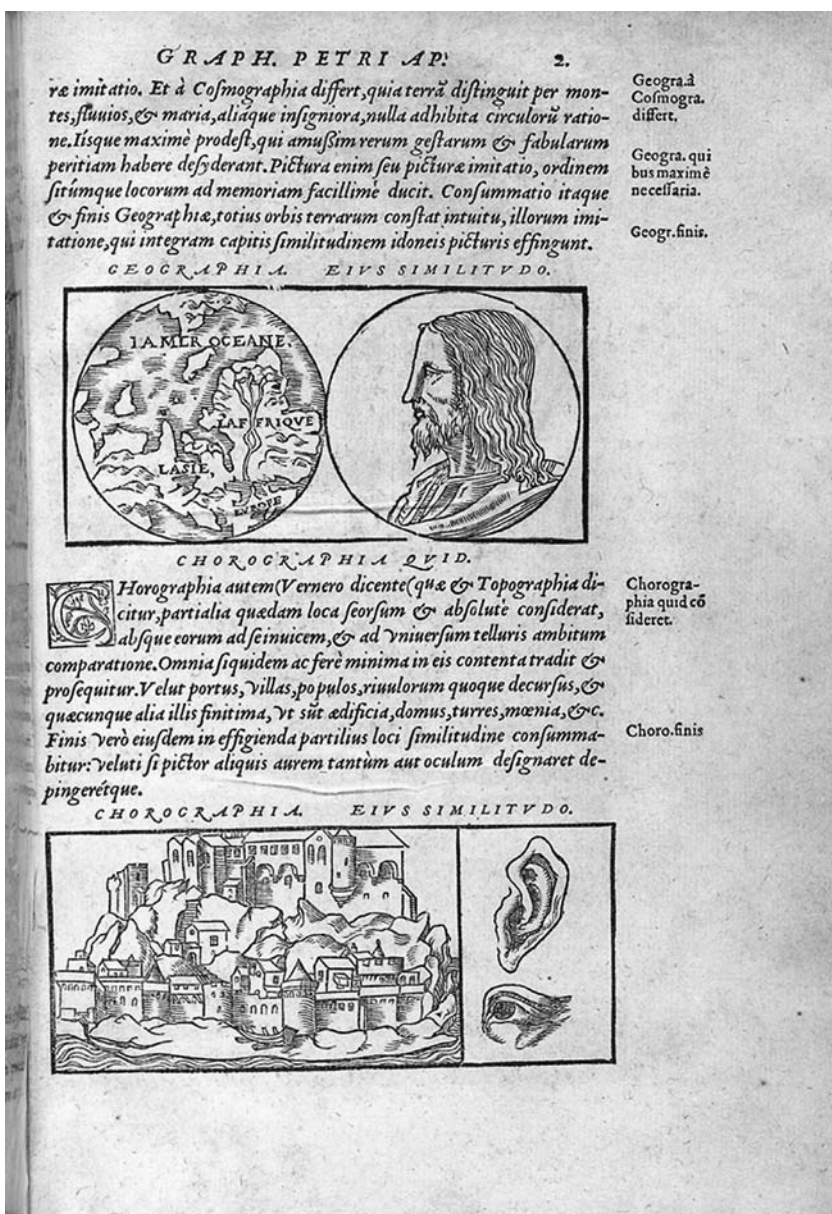 GRAPH. PETRI AP. 2.
ræ imitatio. Et à Coſmographia differt, quia terrã diſtinguit per mon-
tes, fluuios, & maria, aliáque inſigniora, nulla adhibita circulorũ ratio-
ne. Iíſque maximè prodeſt, qui amuſſim rerum geſtarum & fabularum
peritiam habere deſyderant. Pictura enim ſeu picturæ imitatio, ordinem
ſitúmque locorum ad memoriam facillimè ducit. Conſummatio itaque
& finis Geographiæ, totius orbis terrarum conſtat intuitu, illorum imi-
tatione, qui integram capitis ſimilitudinem idoneis picturis effingunt.
Geogra. à
Coſmogra.
differt.
Geogra. qui
bus maximè
neceſſaria.
Geogr. finis.
GEOGRAPHIA. EIVS SIMILITVDO.
LA MER OCEANE.
LAFFRIQVE
LASIE,
EVROPE
CHOROGRAPHIA QVID.
CHorographia autem (Vernero dicente (quæ & Topographia di-
citur, partialia quædam loca ſeorſum & abſolutè conſiderat,
abſque eorum ad ſeinuicem, & ad vniuerſum telluris ambitum
comparatione. Omnia ſiquidem ac ferè minima in eis contenta tradit &
proſequitur. Velut portus, villas, populos, riuulorum quoque decurſus, &
quæcunque alia illis finitima, vt sũt ædificia, domus, turres, mœnia, &c.
Finis verò eiuſdem in effigienda partilius loci ſimilitudine conſumma-
bitur: veluti ſi pictor aliquis aurem tantùm aut oculum deſignaret de-
pingerétque.
Chorogra-
phia quid cõ
ſideret.
Choro. finis
CHOROGRAPHIA. EIVS SIMILITVDO.